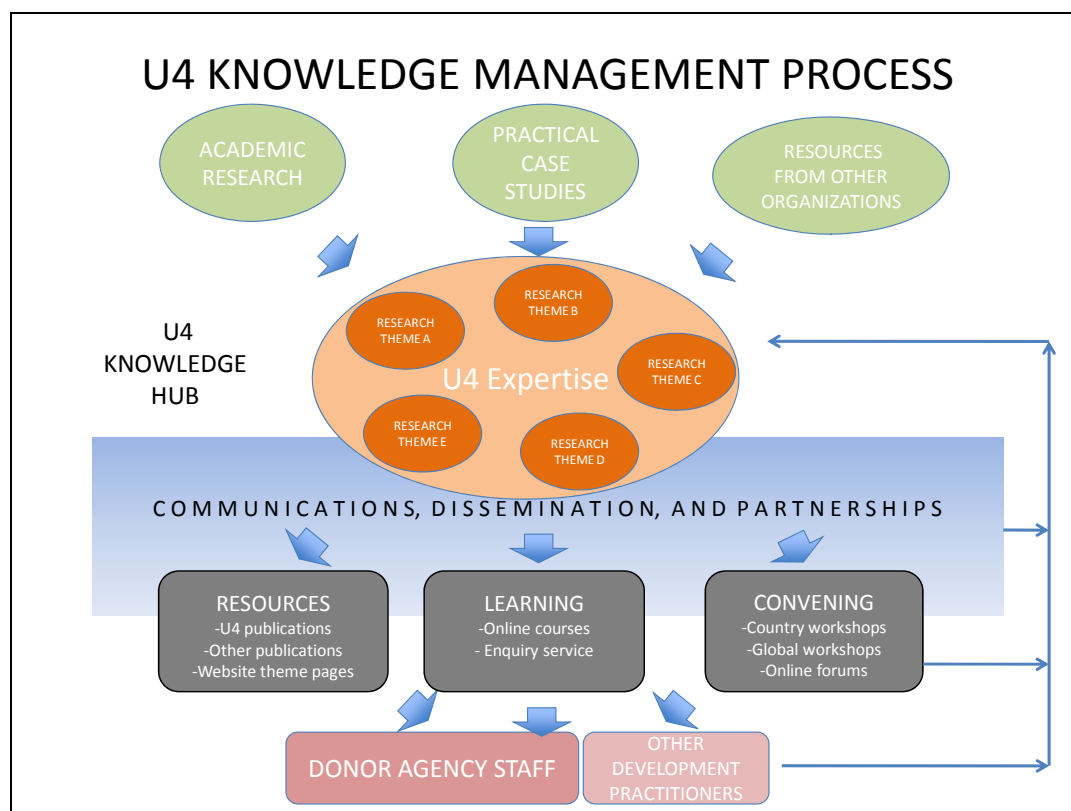 U4 KNOWLEDGE MANAGEMENT PROCESS
ACADEMIC
RESEARCH
PRACTICAL
CASE
STUDIES
RESOURCES
FROM OTHER
ORGANIZATIONS
U4
KNOWLEDGE
HUB
RESEARCH
THEME A
RESEARCH
THEME B
RESEARCH
THEME C
U4 Expertise
RESEARCH
THEME E
RESEARCH
THEME D
COMMUNICATIONS, DISSEMINATION, AND PARTNERSHIPS
RESOURCES
-U4 publications
-Other publications
-Website theme pages
LEARNING
-Online courses
- Enquiry service
CONVENING
-Country workshops
-Global workshops
-Online forums
DONOR AGENCY STAFF
OTHER
DEVELOPMENT
PRACTITIONERS